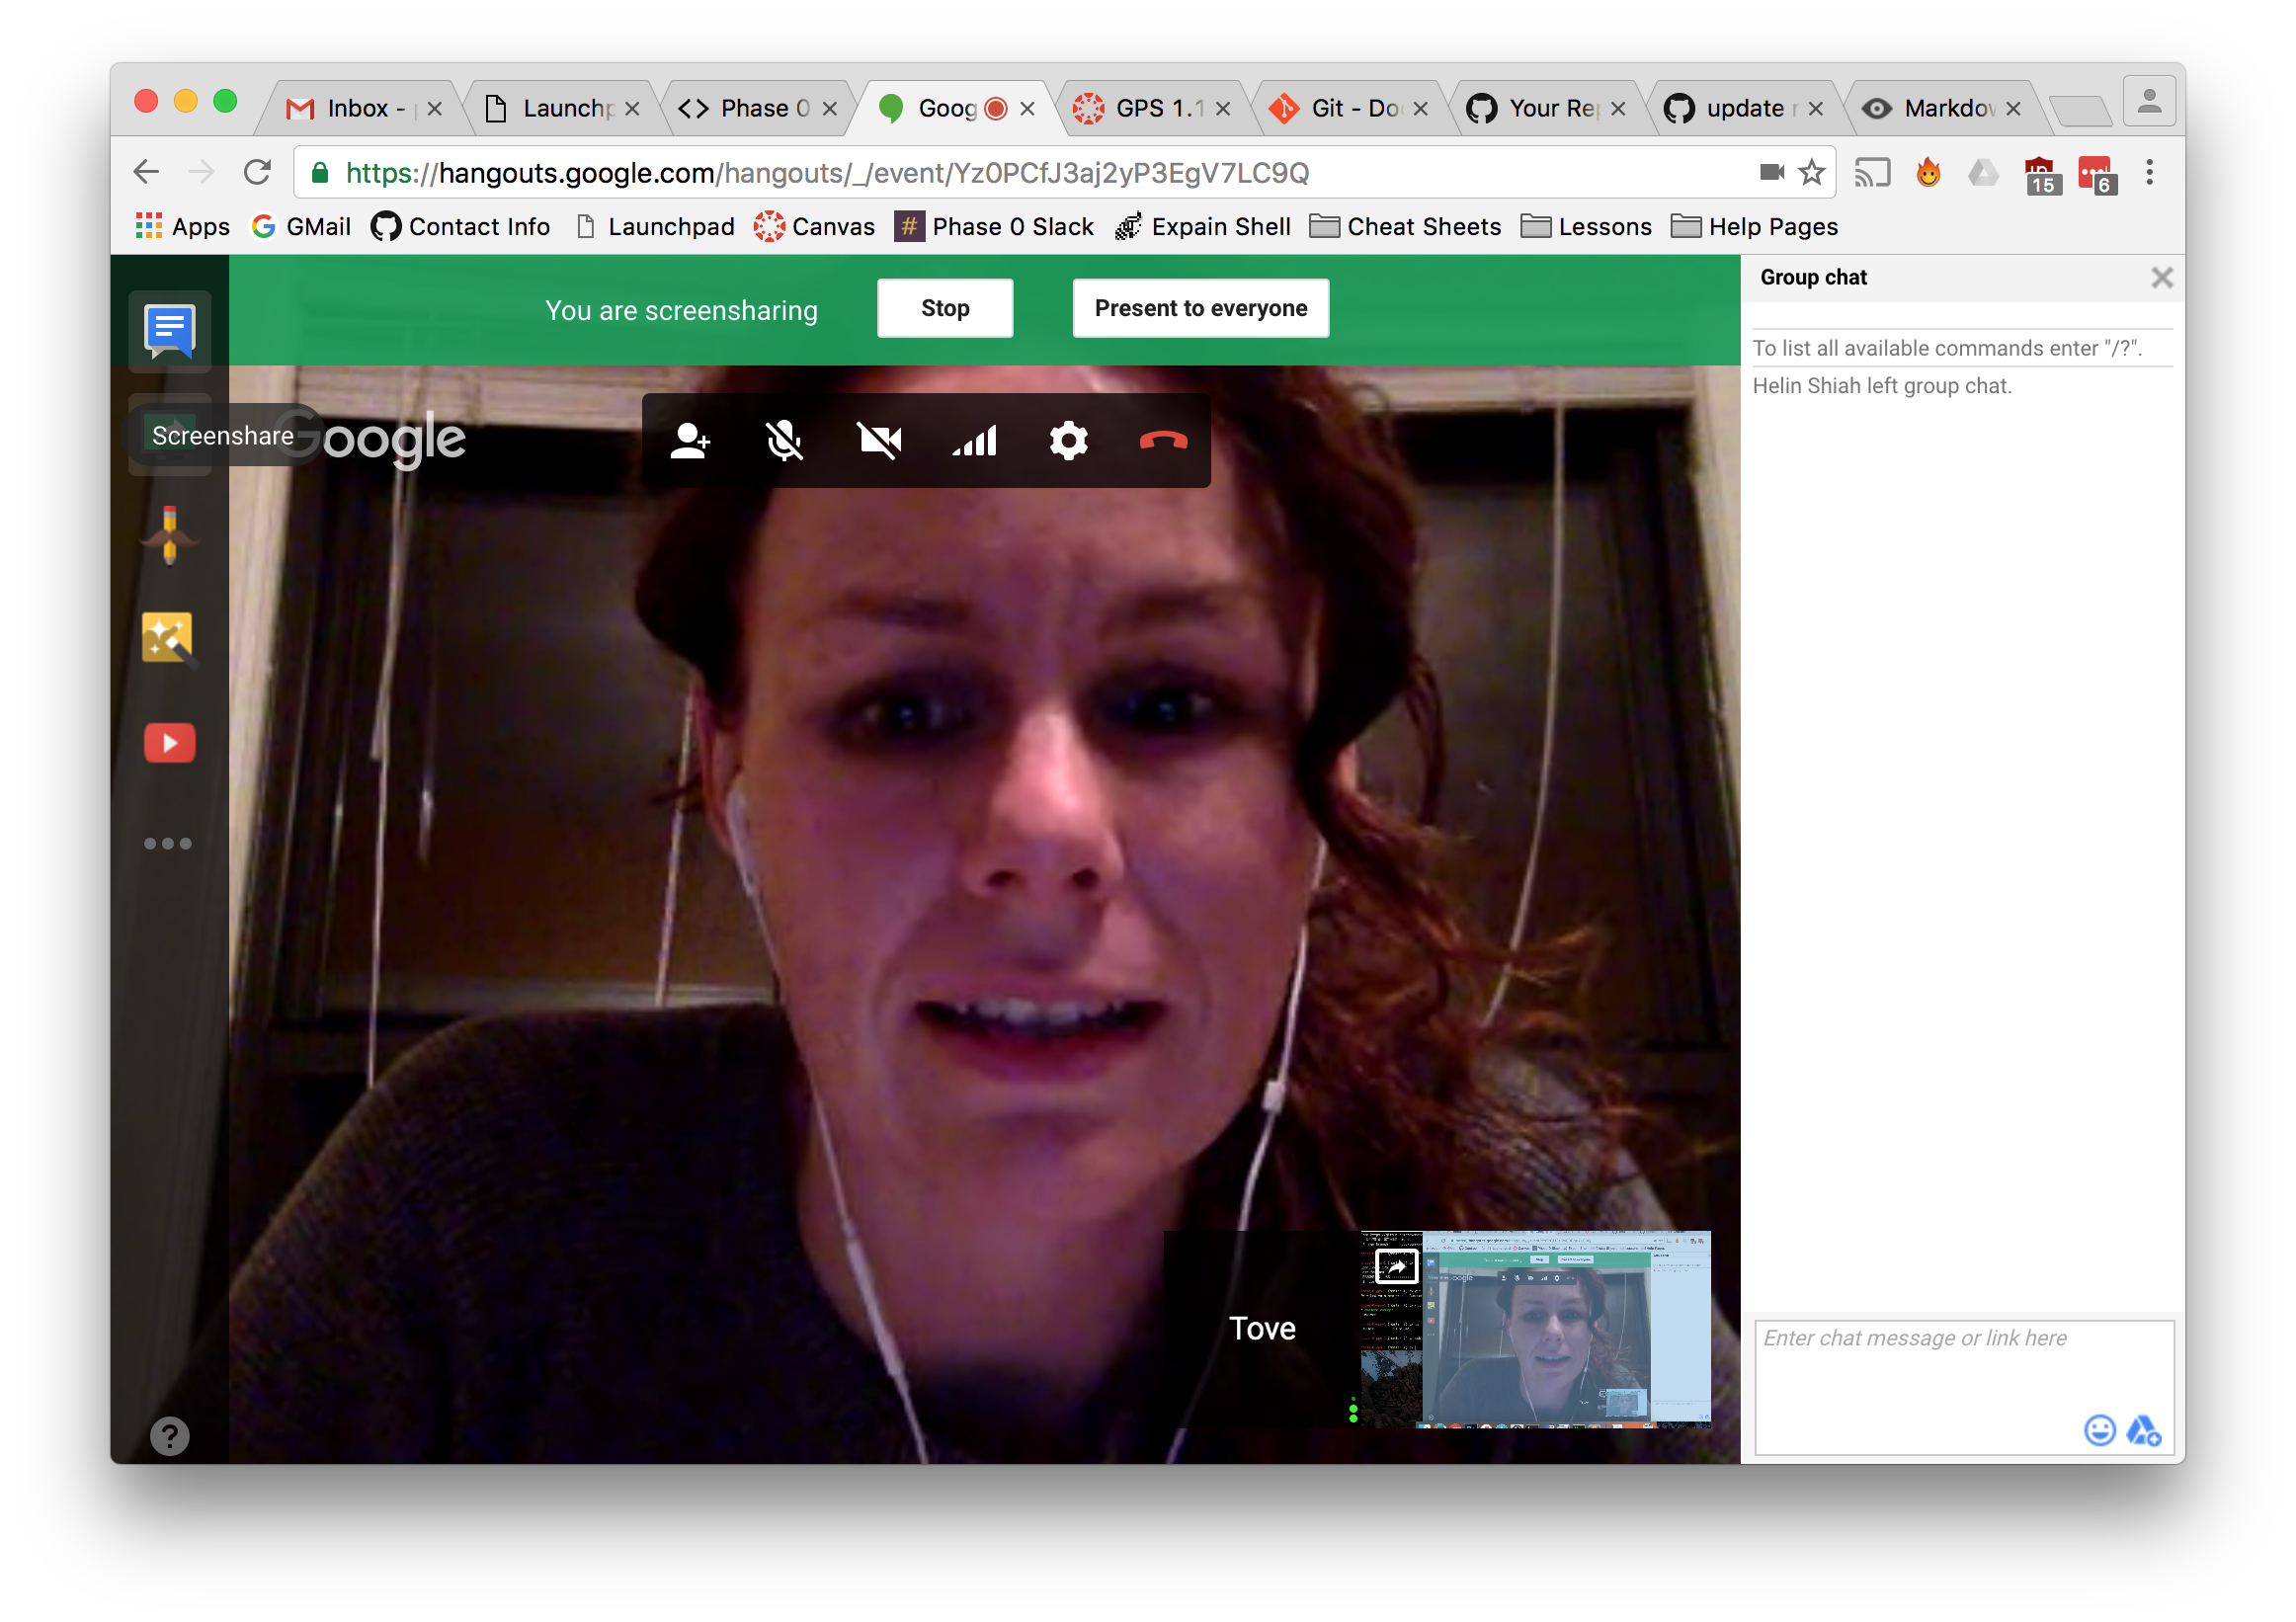 Inbox -
Launchp
Phase 0
Goog
GPS 1.1
Git - Do
Your Rep
update
Markdow
https://hangouts.google.com/hangouts/_/event/Yz0PCfJ3aj2yP3EgV7LC9Q
15
6
Apps
GMail
Contact Info
Launchpad
Canvas
# Phase 0 Slack
Expain Shell
Cheat Sheets
Lessons
Help Pages
You are screensharing
Stop
Present to everyone
Group chat
To list all available commands enter "/?".
Helin Shiah left group chat.
Screenshare
Google
Tove
Enter chat message or link here
?